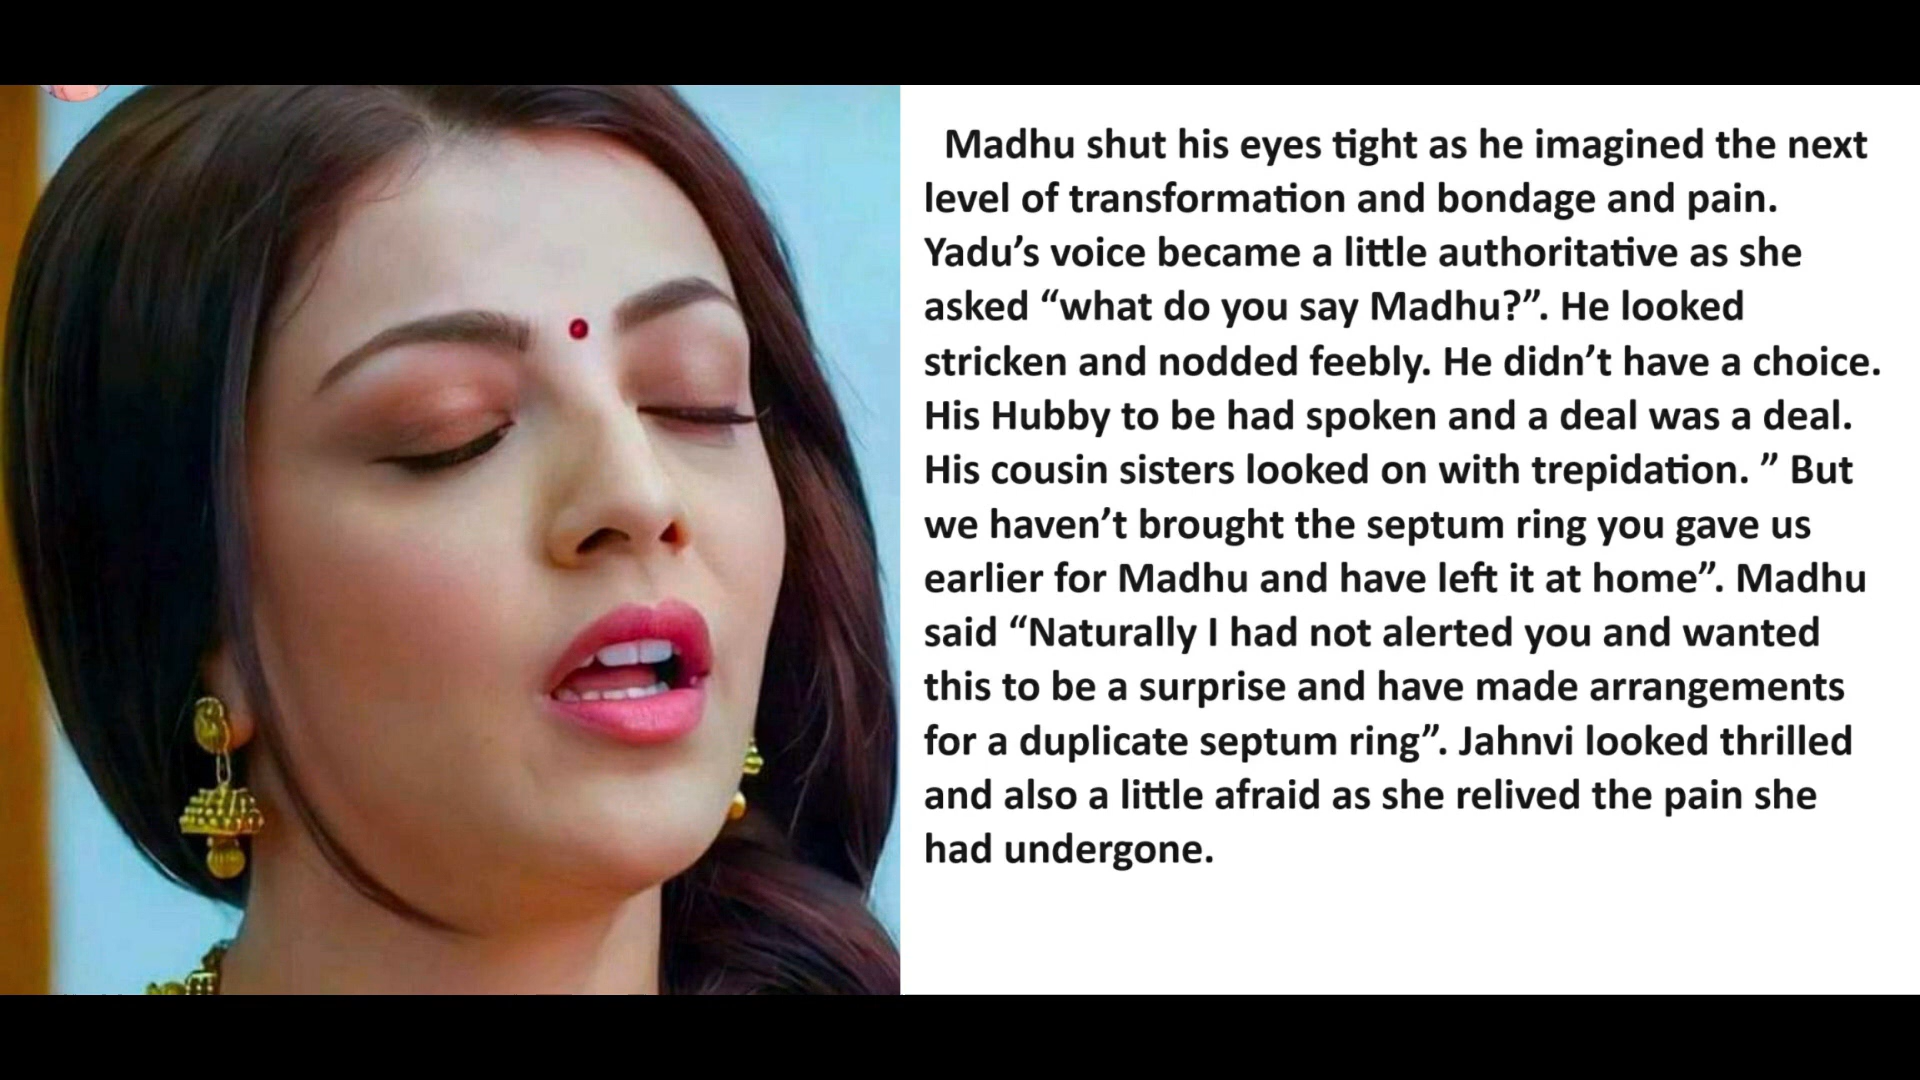 Madhu shut his eyes tight as he imagined the next
level of transformation and bondage and pain.
Yadu’s voice became a little authoritative as she
asked “what do you say Madhu?”. He looked
stricken and nodded feebly. He didn’t have a choice.
His Hubby to be had spoken and a deal was a deal.
His cousin sisters looked on with trepidation. ” But
we haven’t brought the septum ring you gave us
earlier for Madhu and have left it at home”. Madhu
said “Naturally I had not alerted you and wanted
this to be a surprise and have made arrangements
for a duplicate septum ring”. Jahnvi looked thrilled
and also a little afraid as she relived the pain she
had undergone.